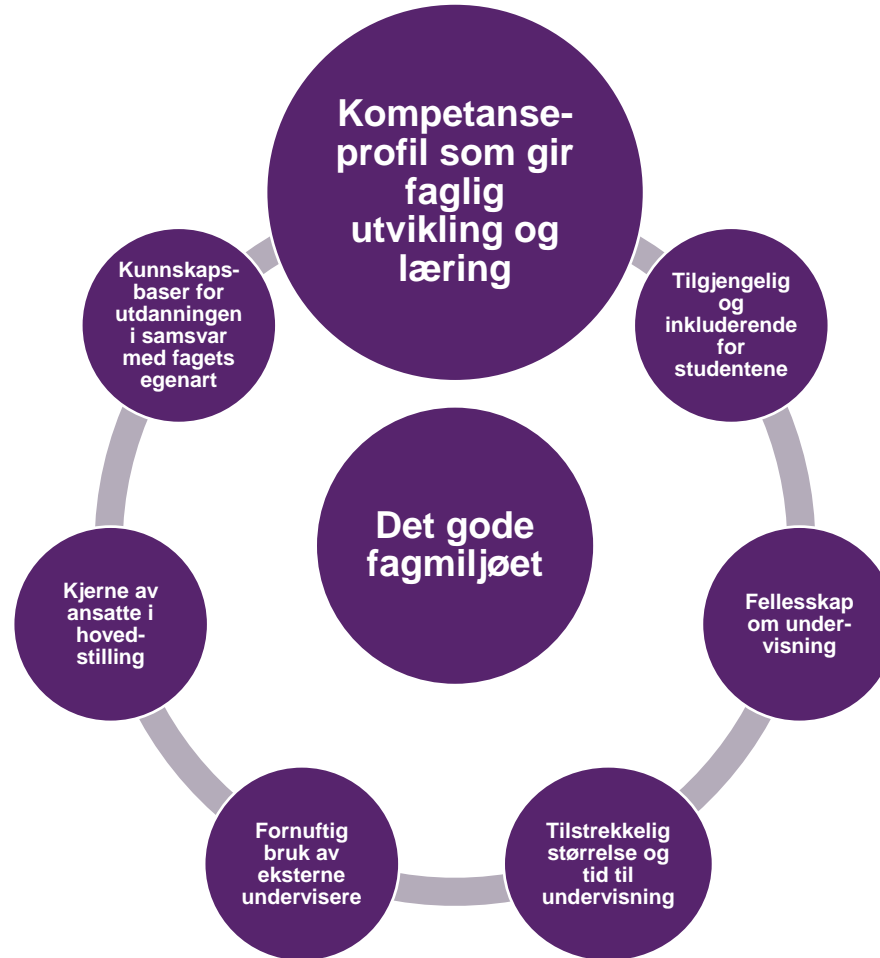 Kompetanse-
profil som gir
faglig
utvikling og
læring
Tilgjengelig
og
inkluderende
for
studentene
Fellesskap
om under-
visning
Tilstrekkelig
størrelse og
tid til
undervisning
Fornuftig
bruk av
eksterne
undervisere
Kjerne av
ansatte i
hoved-
stilling
Kunnskaps-
baser for
utdanningen
i samsvar
med fagets
egenart
Det gode
fagmiljøet